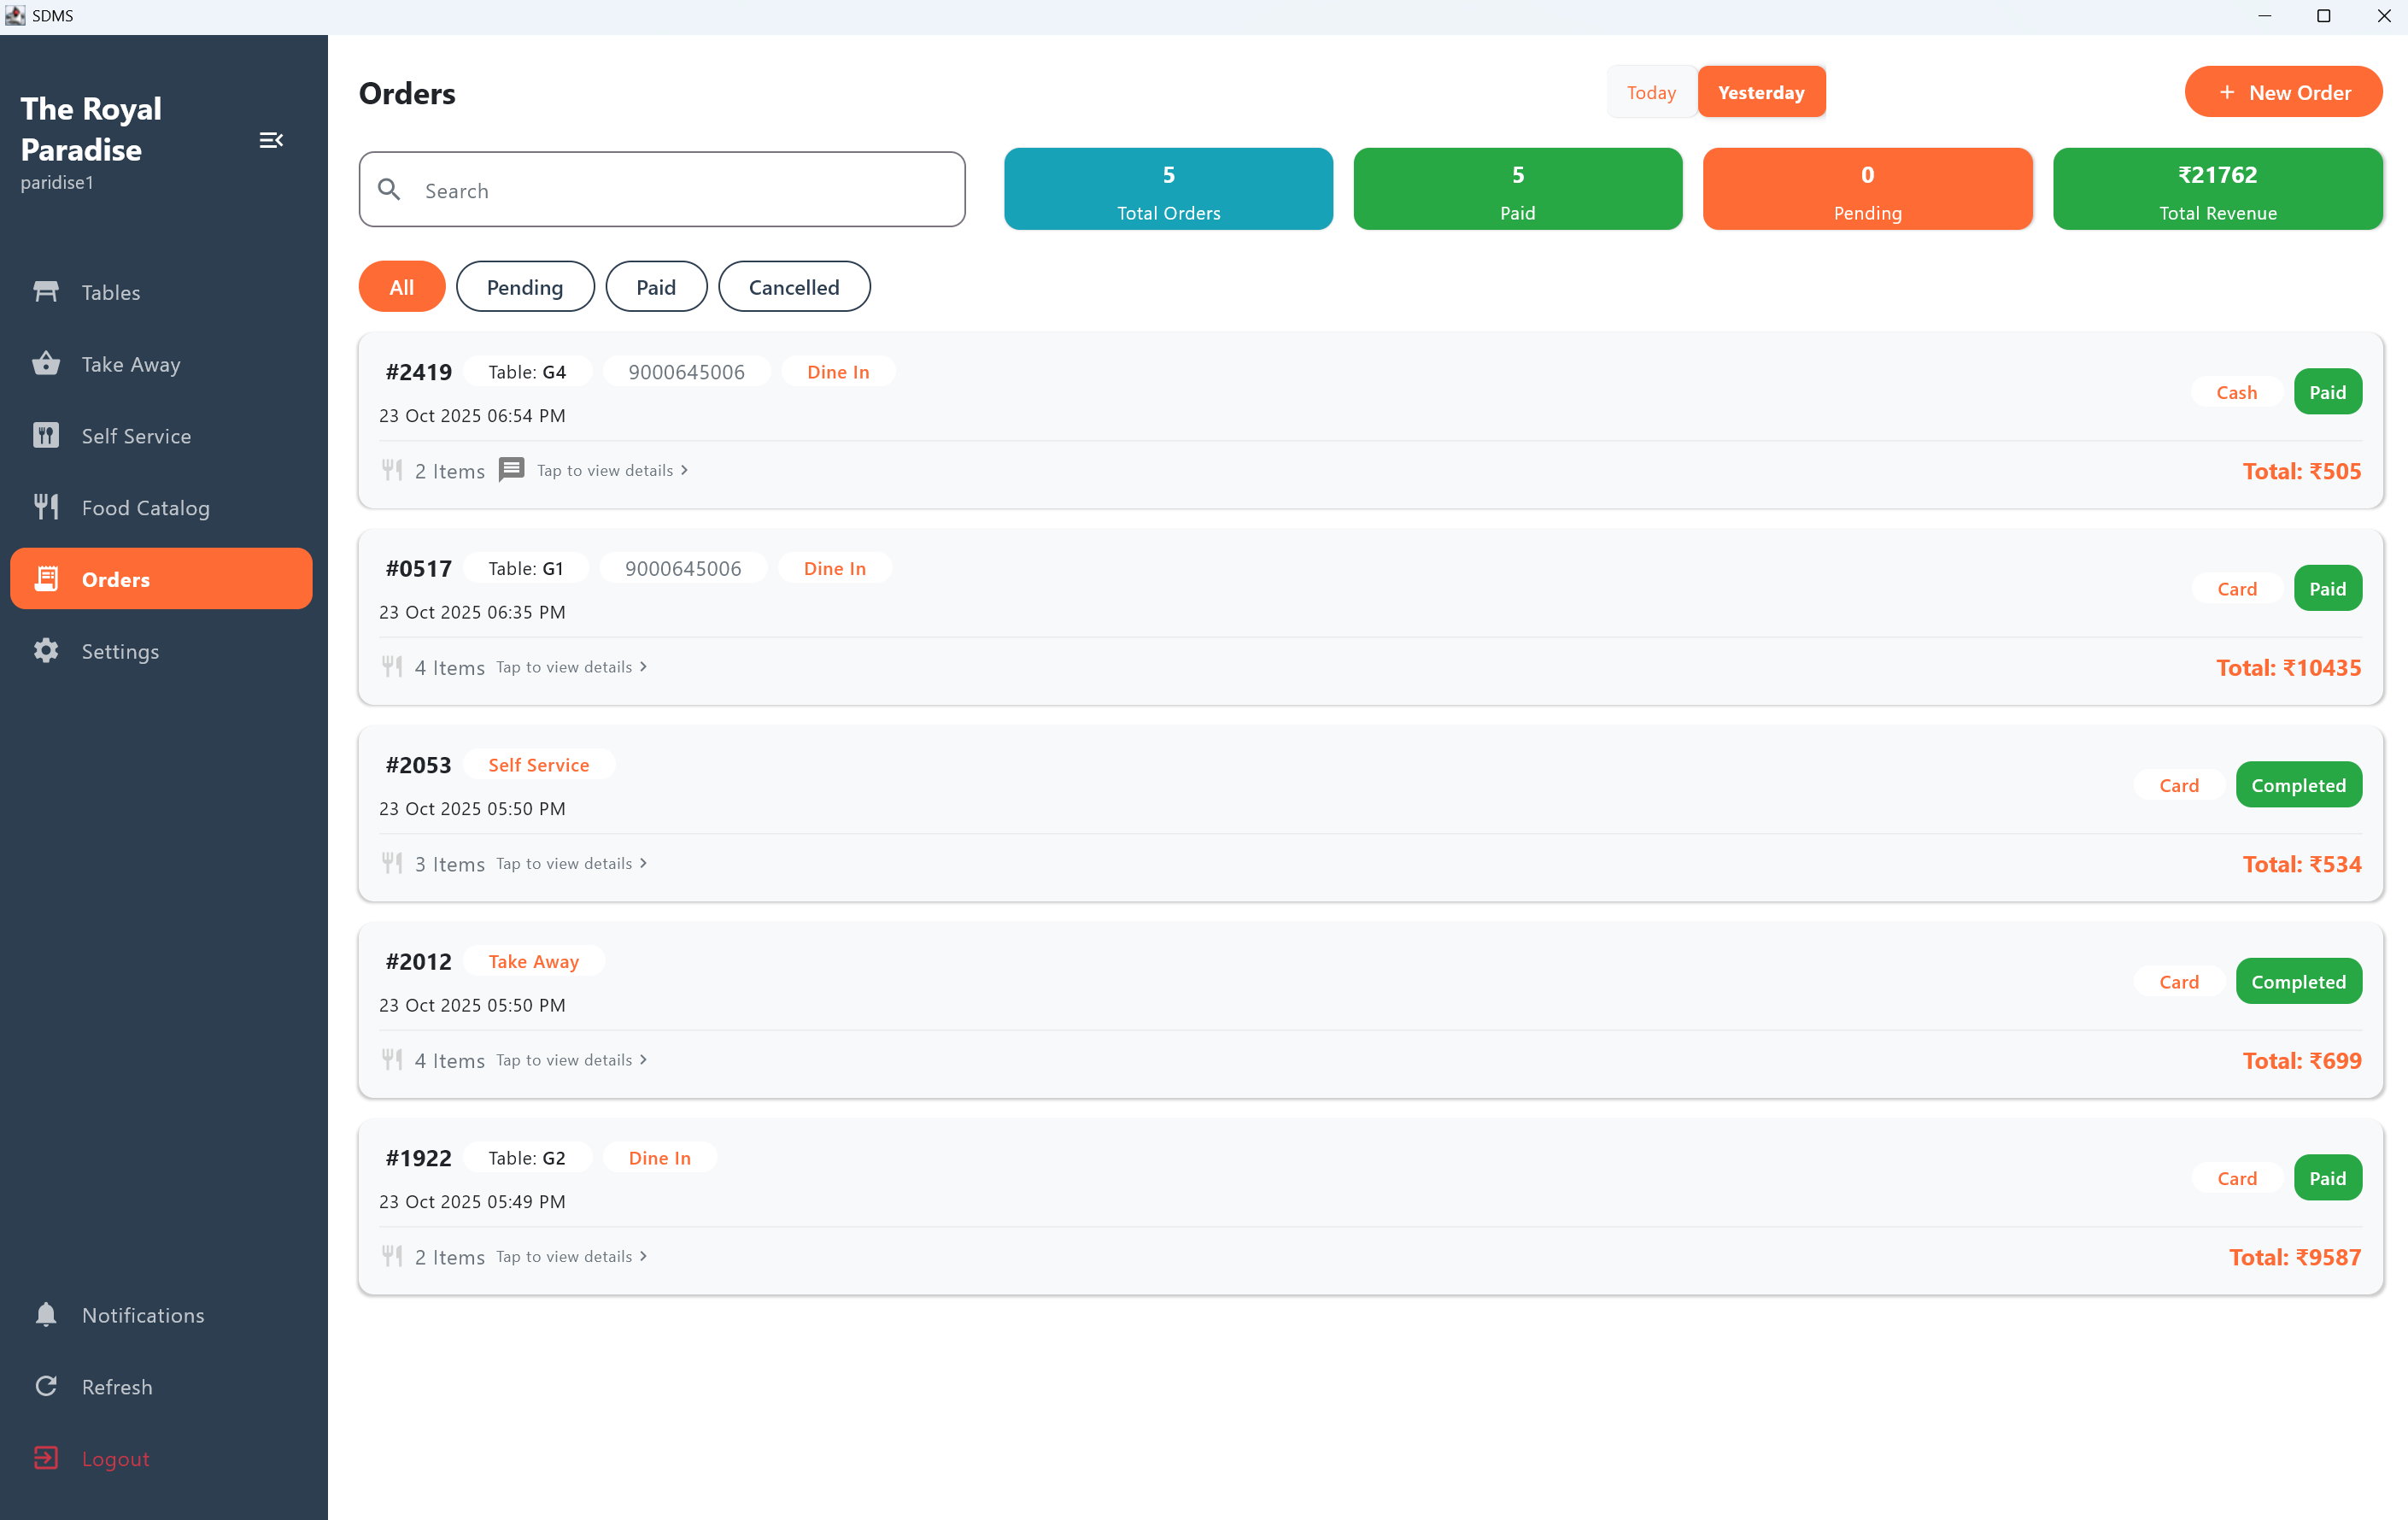 SDMS
The Royal
Paradise
paridise1
Tables
Take Away
Self Service
Food Catalog
Orders
Settings
Notifications
Refresh
Logout
Orders
Today
Yesterday
+ New Order
Search
5
Total Orders
5
Paid
0
Pending
₹21762
Total Revenue
All
Pending
Paid
Cancelled
#2419 Table: G4 9000645006 Dine In
23 Oct 2025 06:54 PM
Cash Paid
2 Items Tap to view details
Total: ₹505
#0517 Table: G1 9000645006 Dine In
23 Oct 2025 06:35 PM
Card Paid
4 Items Tap to view details
Total: ₹10435
#2053 Self Service
23 Oct 2025 05:50 PM
Card Completed
3 Items Tap to view details
Total: ₹534
#2012 Take Away
23 Oct 2025 05:50 PM
Card Completed
4 Items Tap to view details
Total: ₹699
#1922 Table: G2 Dine In
23 Oct 2025 05:49 PM
Card Paid
2 Items Tap to view details
Total: ₹9587